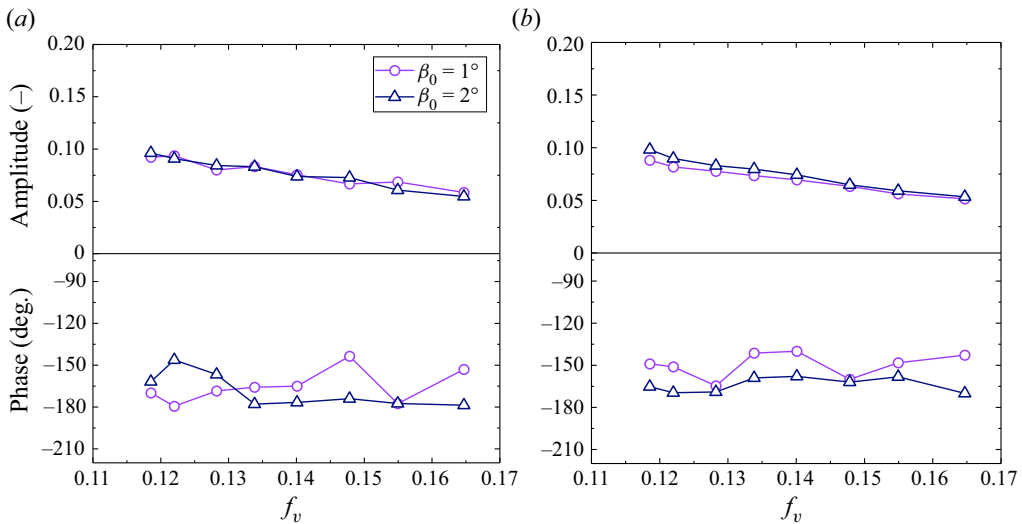 (a)
(b)
0.20
0.15
0.10
0.05
0
–90
–120
–150
–180
–210
Amplitude (–)
Phase (deg.)
β0 = 1°
β0 = 2°
0.11 0.12 0.13 0.14 0.15 0.16 0.17
fv
0.20
0.15
0.10
0.05
0
–90
–120
–150
–180
–210
0.11 0.12 0.13 0.14 0.15 0.16 0.17
fv